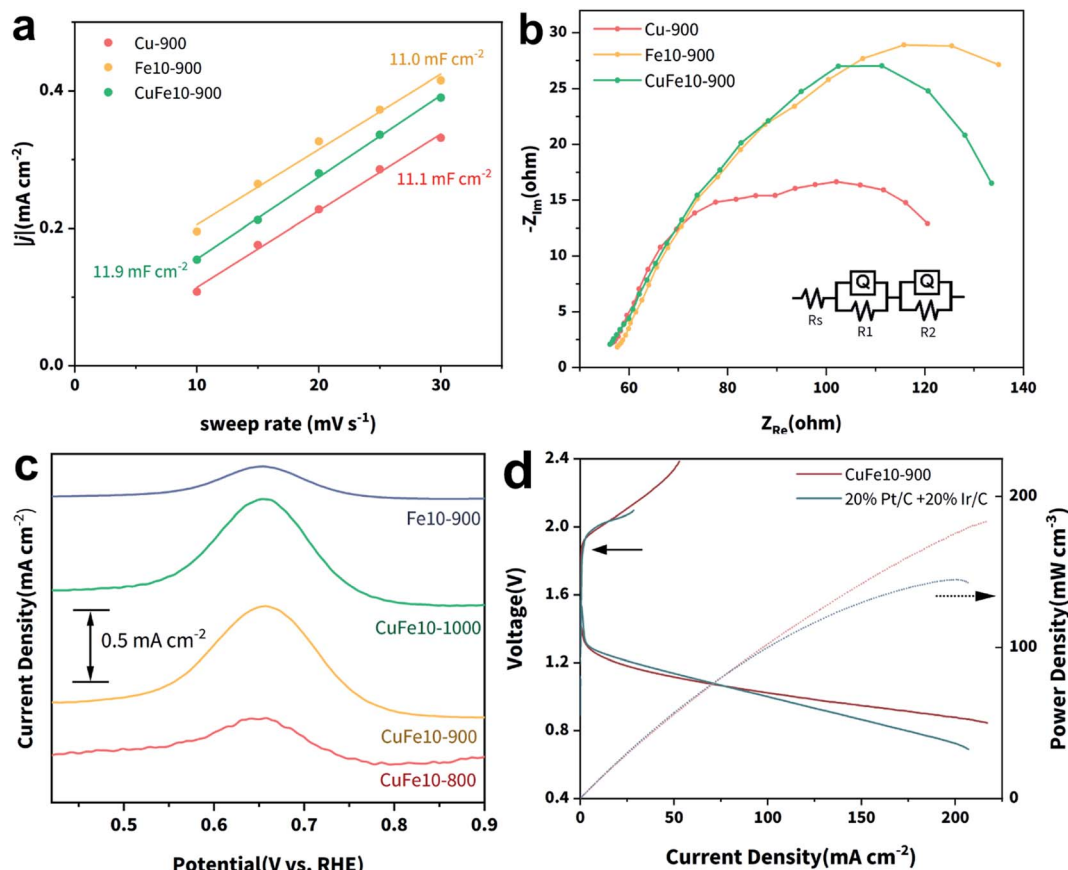 a
Cu-900
Fe10-900
CuFe10-900
11.0 mF cm-2
11.1 mF cm-2
11.9 mF cm-2
0.4
0.2
0.0
0 10 20 30
|j|(mA cm-2)
sweep rate (mV s-1)
b
Cu-900
Fe10-900
CuFe10-900
30
25
20
15
10
5
0
60 80 100 120 140
-ZIm(ohm)
ZRe(ohm)
Q Q
Rs R1 R2
c
Fe10-900
CuFe10-1000
0.5 mA cm-2
CuFe10-900
CuFe10-800
0.5 0.6 0.7 0.8 0.9
Current Density(mA cm-2)
Potential(V vs. RHE)
d
CuFe10-900
20% Pt/C +20% Ir/C
2.4
2.0
1.6
1.2
0.8
0.4
200
100
0
0 50 100 150 200
Voltage(V)
Power Density(mW cm-3)
Current Density(mA cm-2)